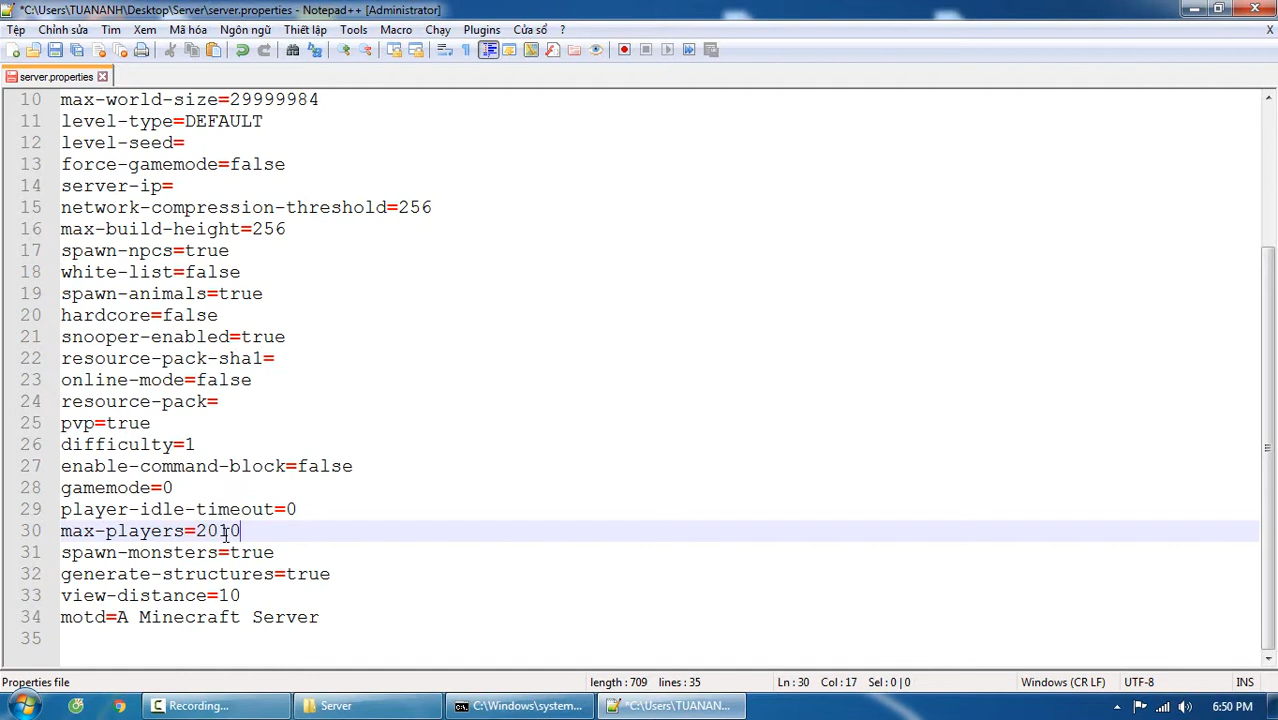 *C:\Users\TUANANH\Desktop\Server\server.properties - Notepad++ [Administrator]
Tệp Chỉnh sửa Tìm Xem Mã hóa Ngôn ngữ Thiết lập Tools Macro Chạy Plugins Cửa sổ ? X
server.properties
10 max-world-size=29999984
11 level-type=DEFAULT
12 level-seed=
13 force-gamemode=false
14 server-ip=
15 network-compression-threshold=256
16 max-build-height=256
17 spawn-npcs=true
18 white-list=false
19 spawn-animals=true
20 hardcore=false
21 snooper-enabled=true
22 resource-pack-sha1=
23 online-mode=false
24 resource-pack=
25 pvp=true
26 difficulty=1
27 enable-command-block=false
28 gamemode=0
29 player-idle-timeout=0
30 max-players=2010
31 spawn-monsters=true
32 generate-structures=true
33 view-distance=10
34 motd=A Minecraft Server
35
Properties file length : 709 lines : 35 Ln : 30 Col : 17 Sel : 0 | 0 Windows (CR LF) UTF-8 INS
Recording... Server C:\Windows\system... *C:\Users\TUANAN... 6:50 PM